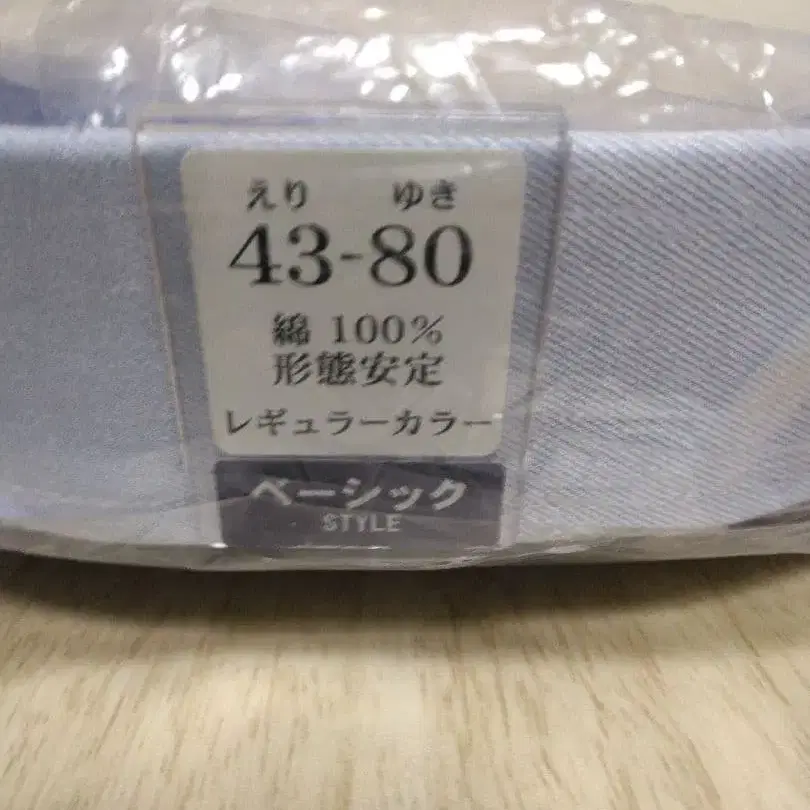 えり ゆき
43-80
綿 100%
形態安定
レギュラーカラー
ベーシック
STYLE